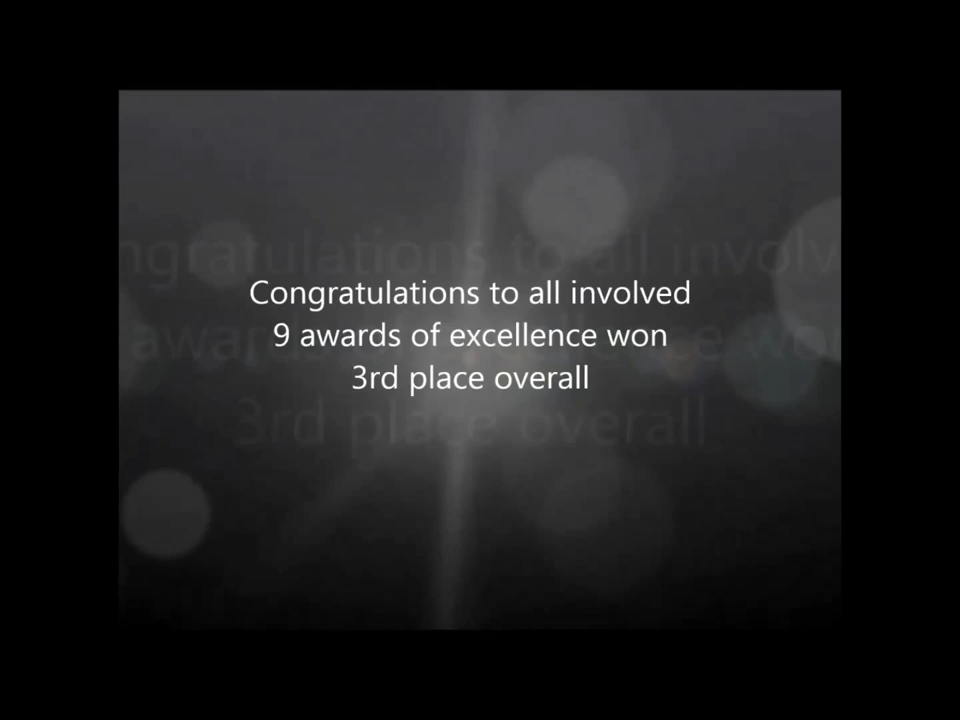 Congratulations to all involved
9 awards of excellence won
3rd place overall